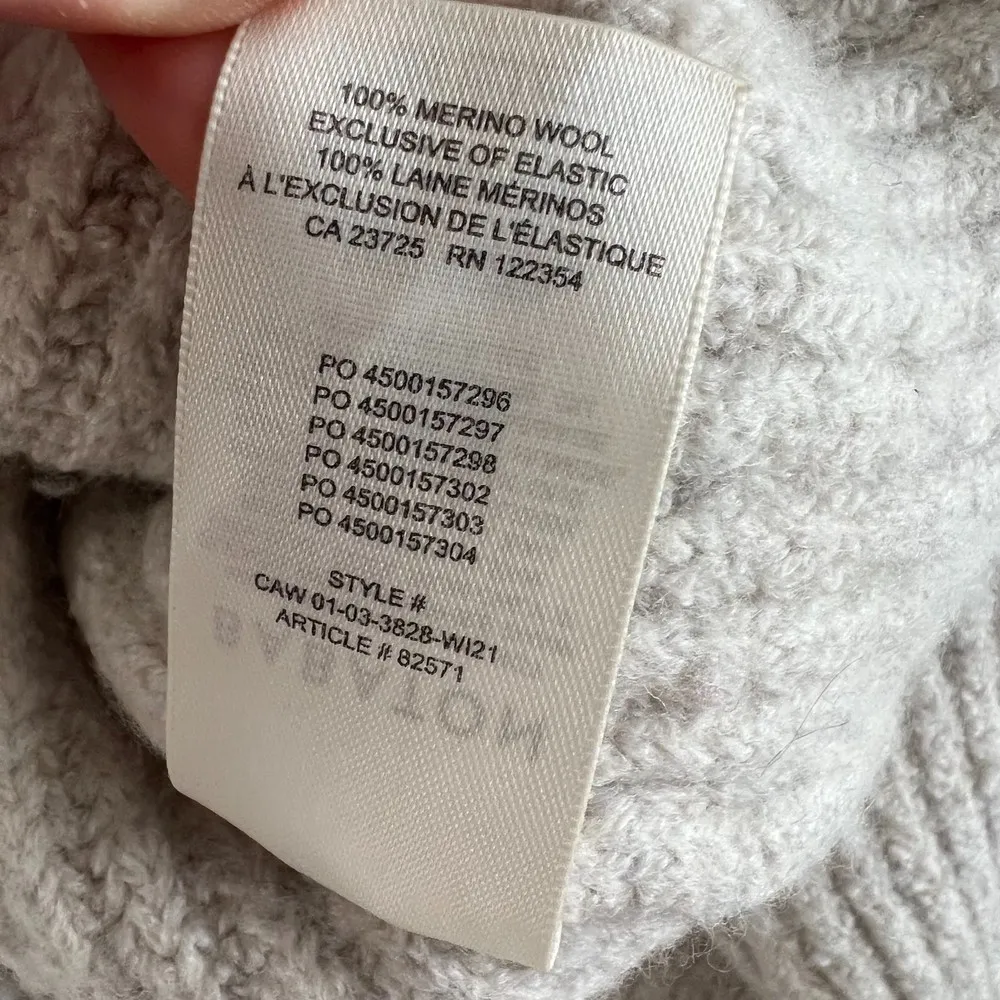 100% MERINO WOOL
EXCLUSIVE OF ELASTIC
100% LAINE MÉRINOS
À L'EXCLUSION DE L'ÉLASTIQUE
CA 23725 RN 122354
PO 4500157296
PO 4500157297
PO 4500157298
PO 4500157302
PO 4500157303
PO 4500157304
STYLE #
CAW 01-03-3828-WI21
ARTICLE # 82571